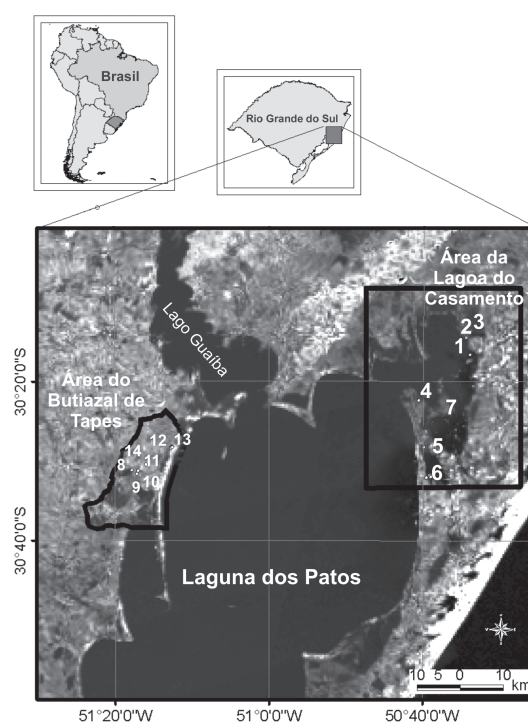 Brasil
Rio Grande do Sul
Área da
Lagoa do
Casamento
Lago Guaíba
2 3
1
30°20'0"S
Área do
Butiazal de
Tapes
4
7
12 13
14
11
8
5
10
9
6
30°40'0"S
Laguna dos Patos
10 5 0 10
km
51°20'0"W 51°00'0"W 50°40'0"W